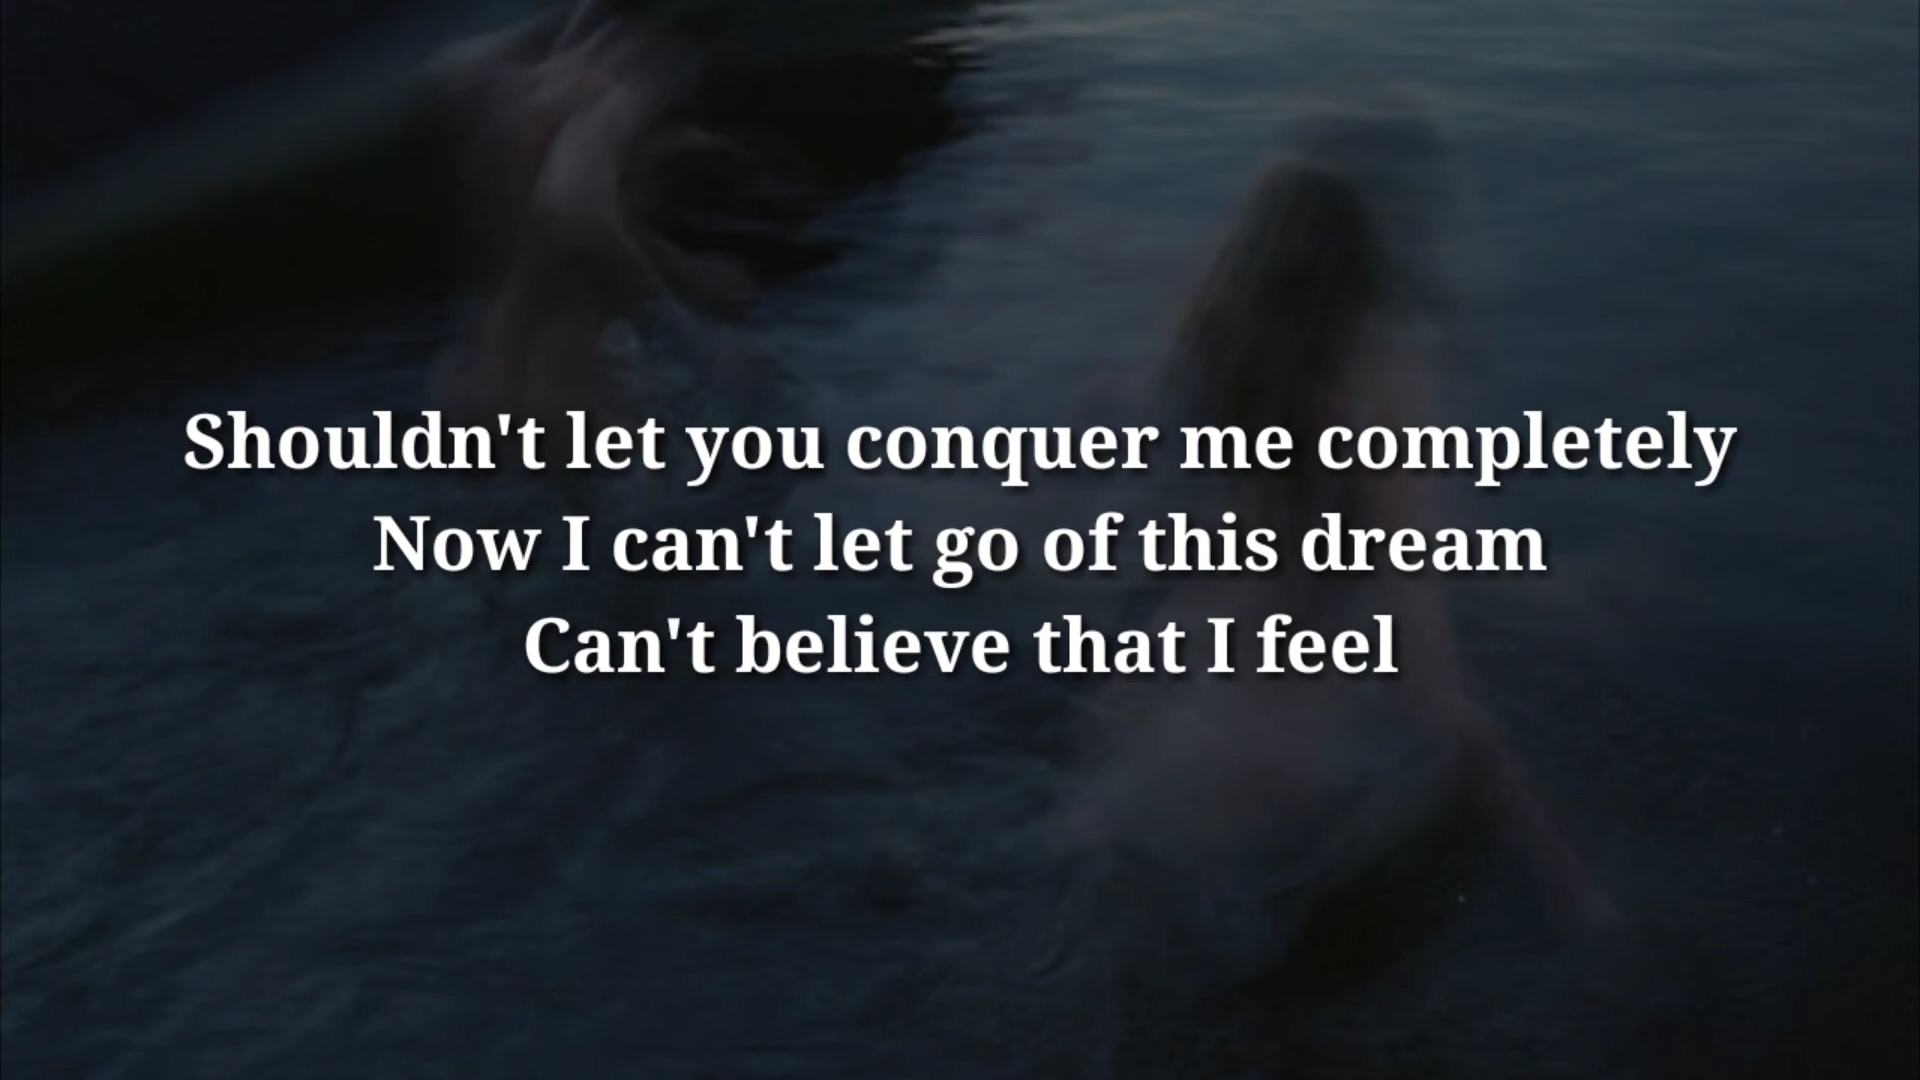 Shouldn't let you conquer me completely
Now I can't let go of this dream
Can't believe that I feel